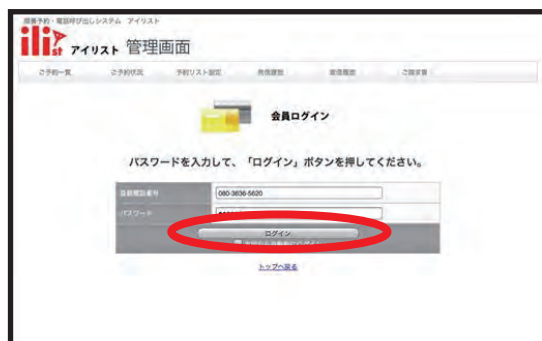 順番予約・電話呼び出しシステム アイリスト
ilist アイリスト 管理画面
ご予約一覧 ご予約状況 予約リスト設定 発信履歴 着信履歴 ご請求書
会員ログイン
パスワードを入力して、「ログイン」ボタンを押してください。
登録電話番号 080-3636-5620
パスワード
ログイン
トップへ戻る